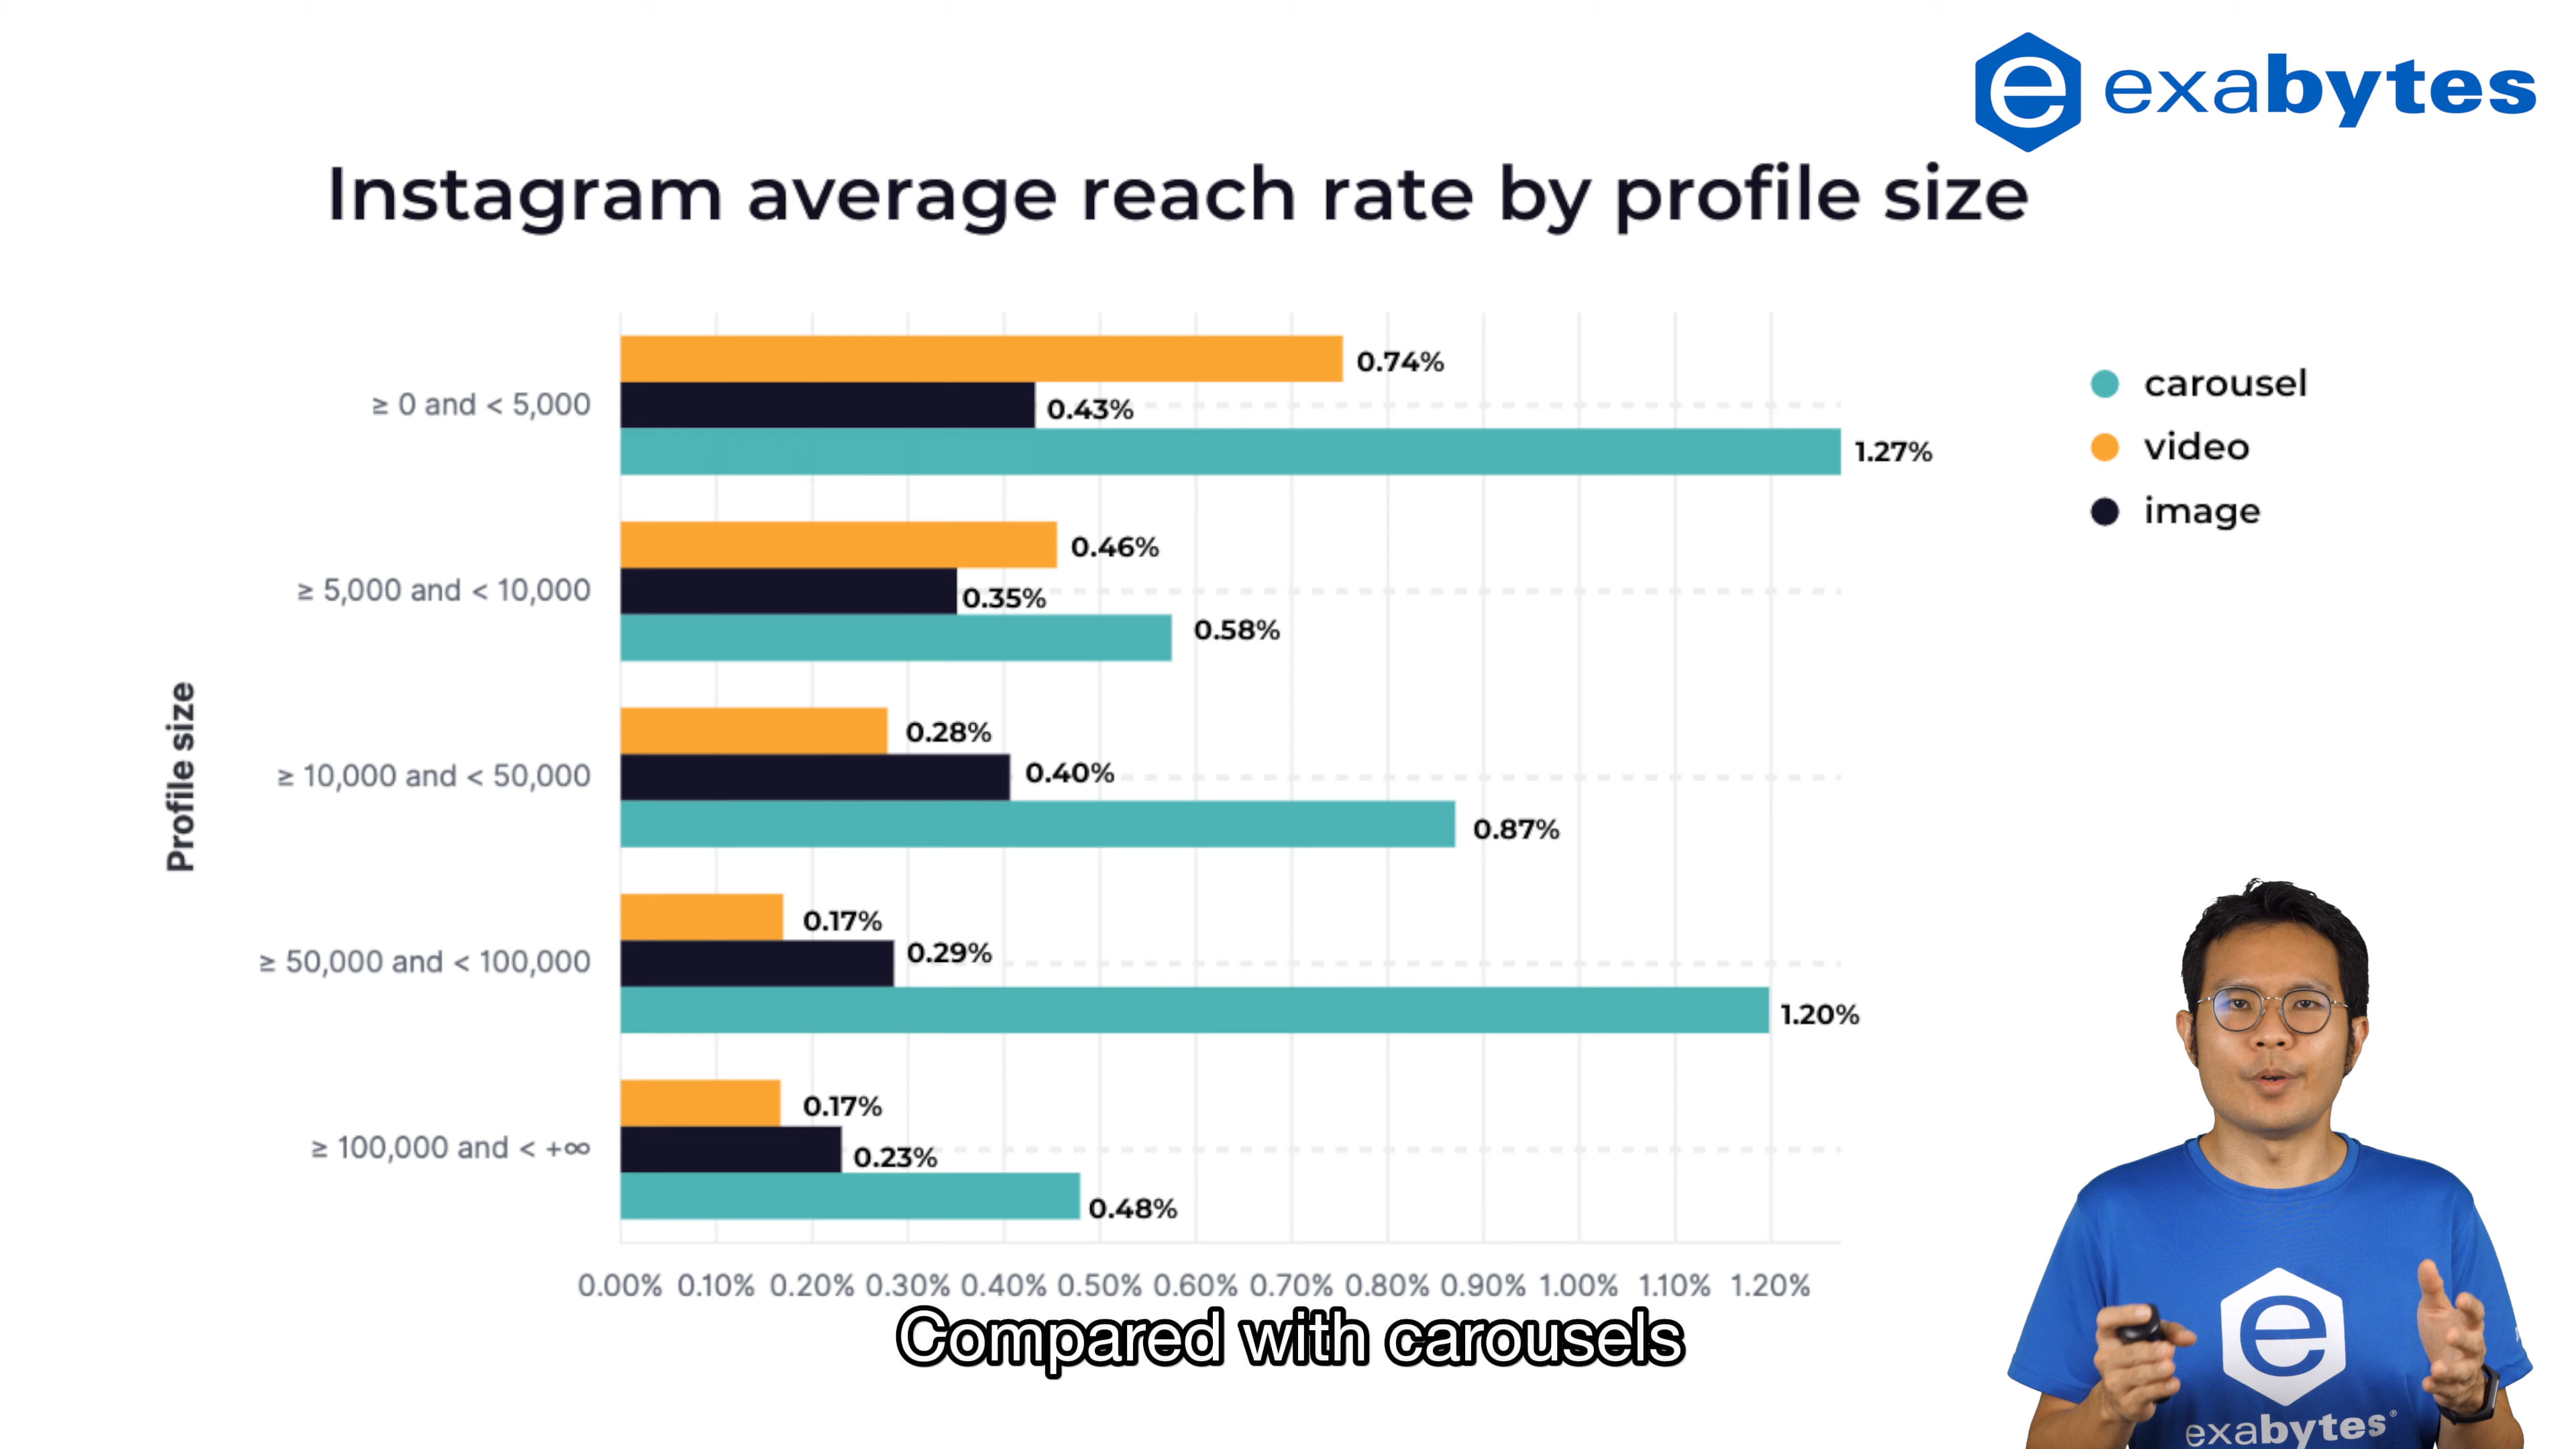 exabytes
Instagram average reach rate by profile size
0.74%
≥ 0 and < 5,000
0.43%
1.27%
carousel
video
image
0.46%
≥ 5,000 and < 10,000
0.35%
0.58%
Profile size
0.28%
≥ 10,000 and < 50,000
0.40%
0.87%
0.17%
≥ 50,000 and < 100,000
0.29%
1.20%
0.17%
≥ 100,000 and < +∞
0.23%
0.48%
0.00% 0.10% 0.20% 0.30% 0.40% 0.50% 0.60% 0.70% 0.80% 0.90% 1.00% 1.10% 1.20%
Compared with carousels
exabytes®